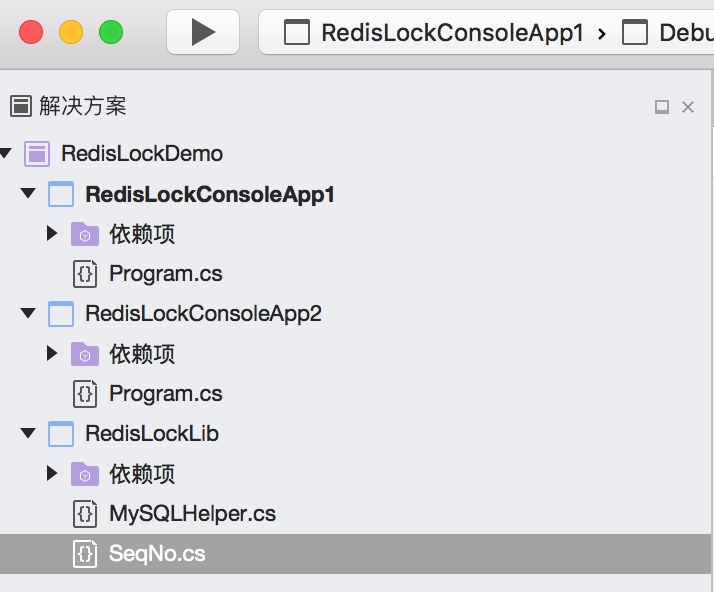 RedisLockConsoleApp1 › Debu
解决方案
RedisLockDemo
RedisLockConsoleApp1
依赖项
Program.cs
RedisLockConsoleApp2
依赖项
Program.cs
RedisLockLib
依赖项
MySQLHelper.cs
SeqNo.cs